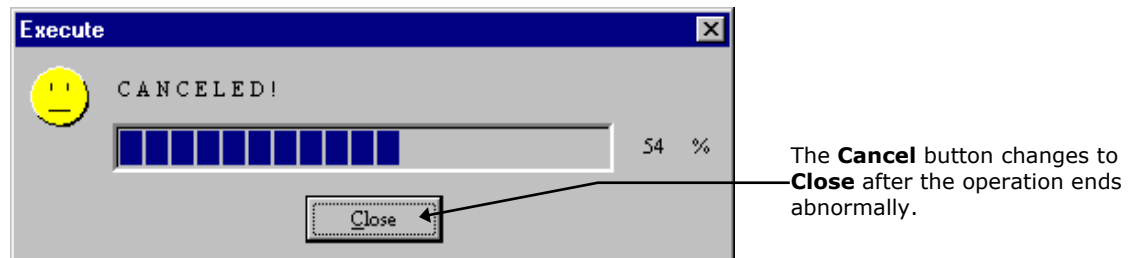 Execute
CANCELED!
54 %
Close
The Cancel button changes to
Close after the operation ends
abnormally.